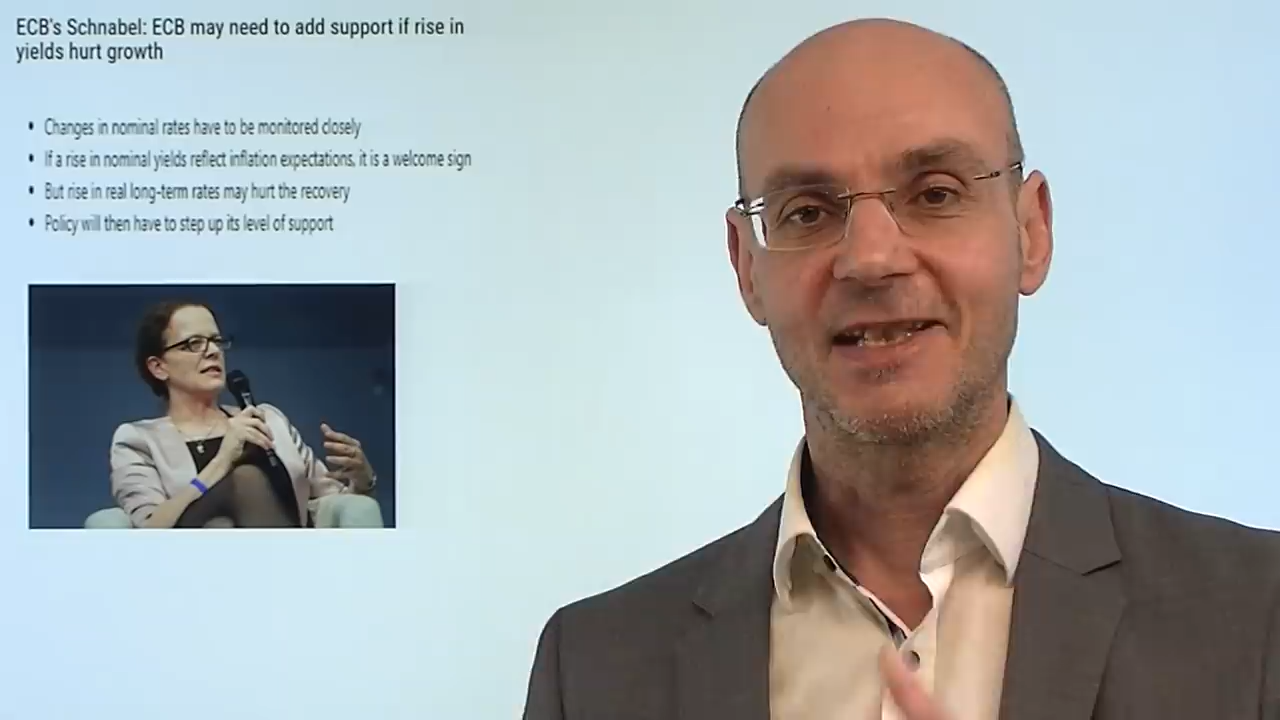 ECB's Schnabel: ECB may need to add support if rise in
yields hurt growth
• Changes in nominal rates have to be monitored closely
• If a rise in nominal yields reflect inflation expectations, it is a welcome sign
• But rise in real long-term rates may hurt the recovery
• Policy will then have to step up its level of support